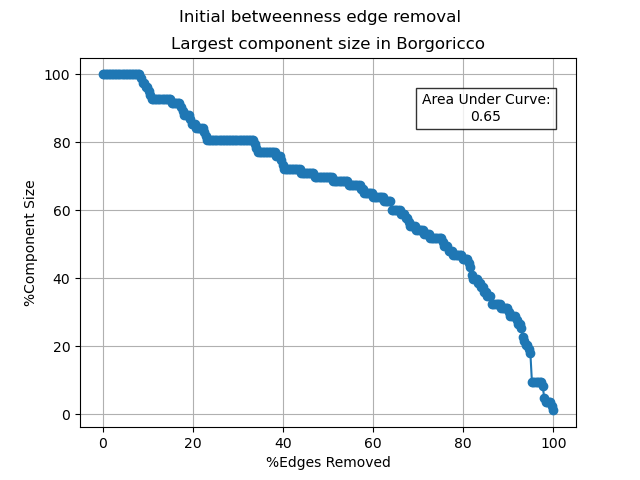 Initial betweenness edge removal
Largest component size in Borgoricco
Area Under Curve:
0.65
100
80
60
40
20
0
%Component Size
0 20 40 60 80 100
%Edges Removed